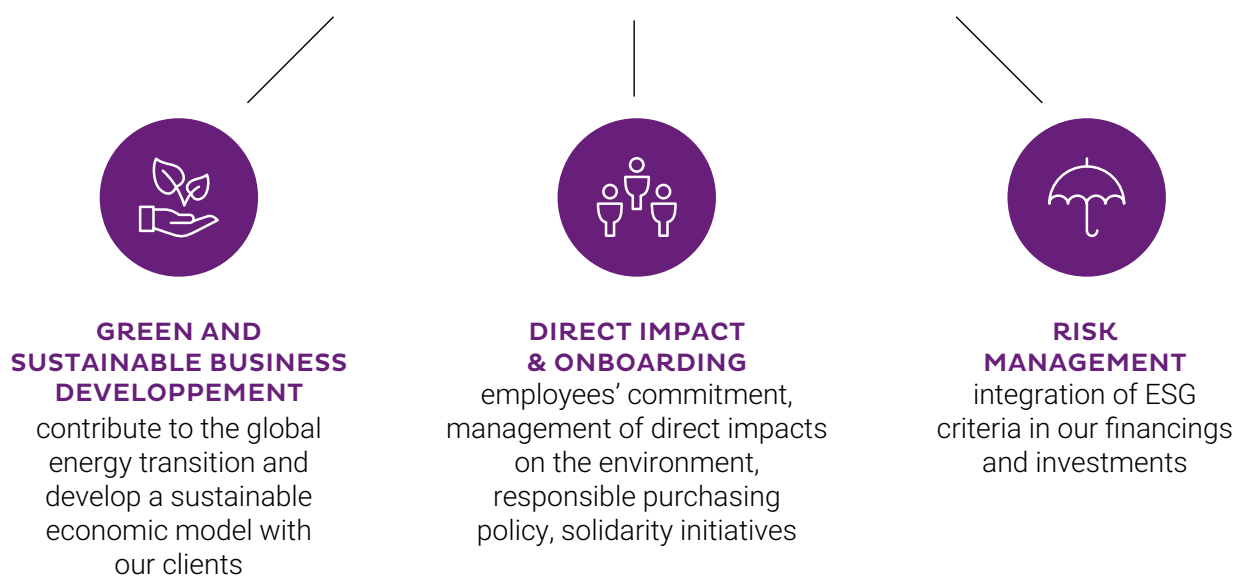 GREEN AND
SUSTAINABLE BUSINESS
DEVELOPPEMENT
contribute to the global
energy transition and
develop a sustainable
economic model with
our clients
DIRECT IMPACT
& ONBOARDING
employees’ commitment,
management of direct impacts
on the environment,
responsible purchasing
policy, solidarity initiatives
RISK
MANAGEMENT
integration of ESG
criteria in our financings
and investments